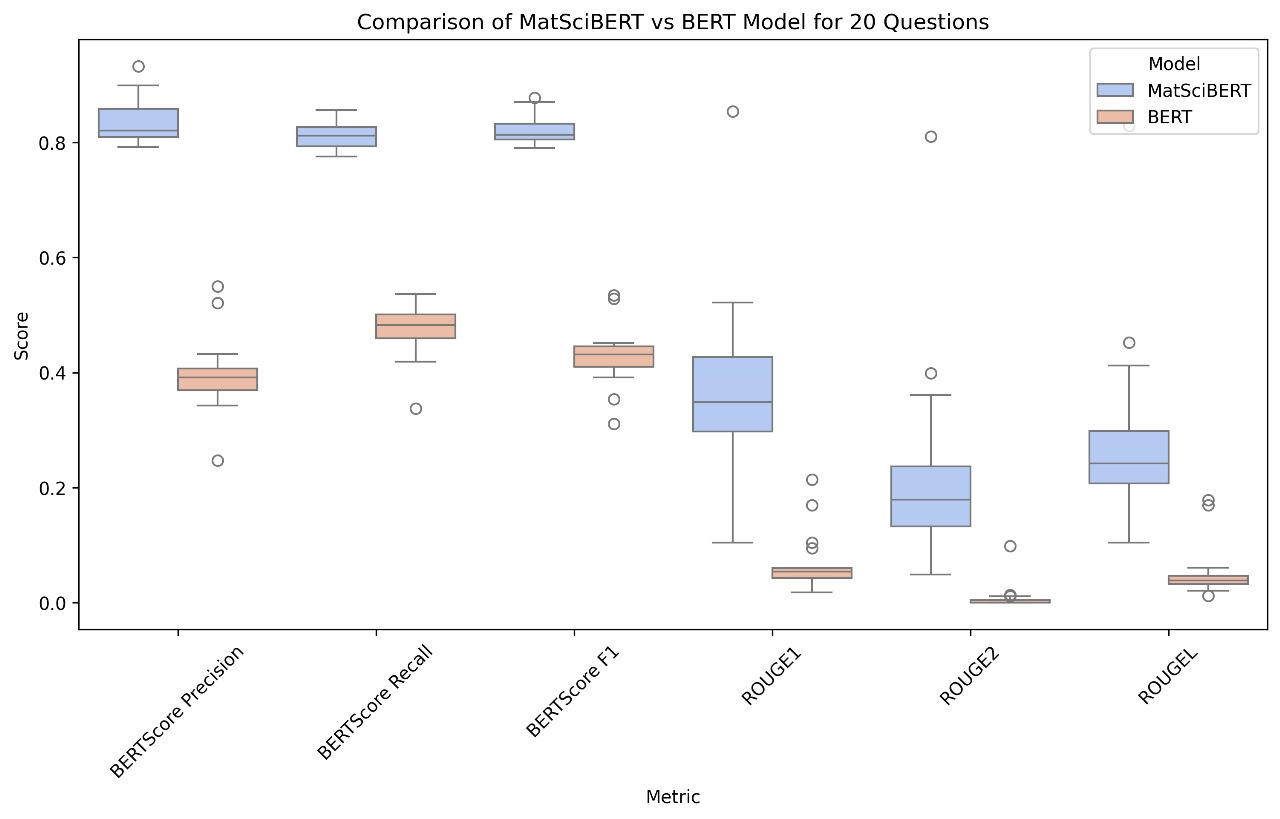 Comparison of MatSciBERT vs BERT Model for 20 Questions
Model
MatSciBERT
BERT
Score
0.8
0.6
0.4
0.2
0.0
BERTScore Precision
BERTScore Recall
BERTScore F1
ROUGE1
ROUGE2
ROUGEL
Metric